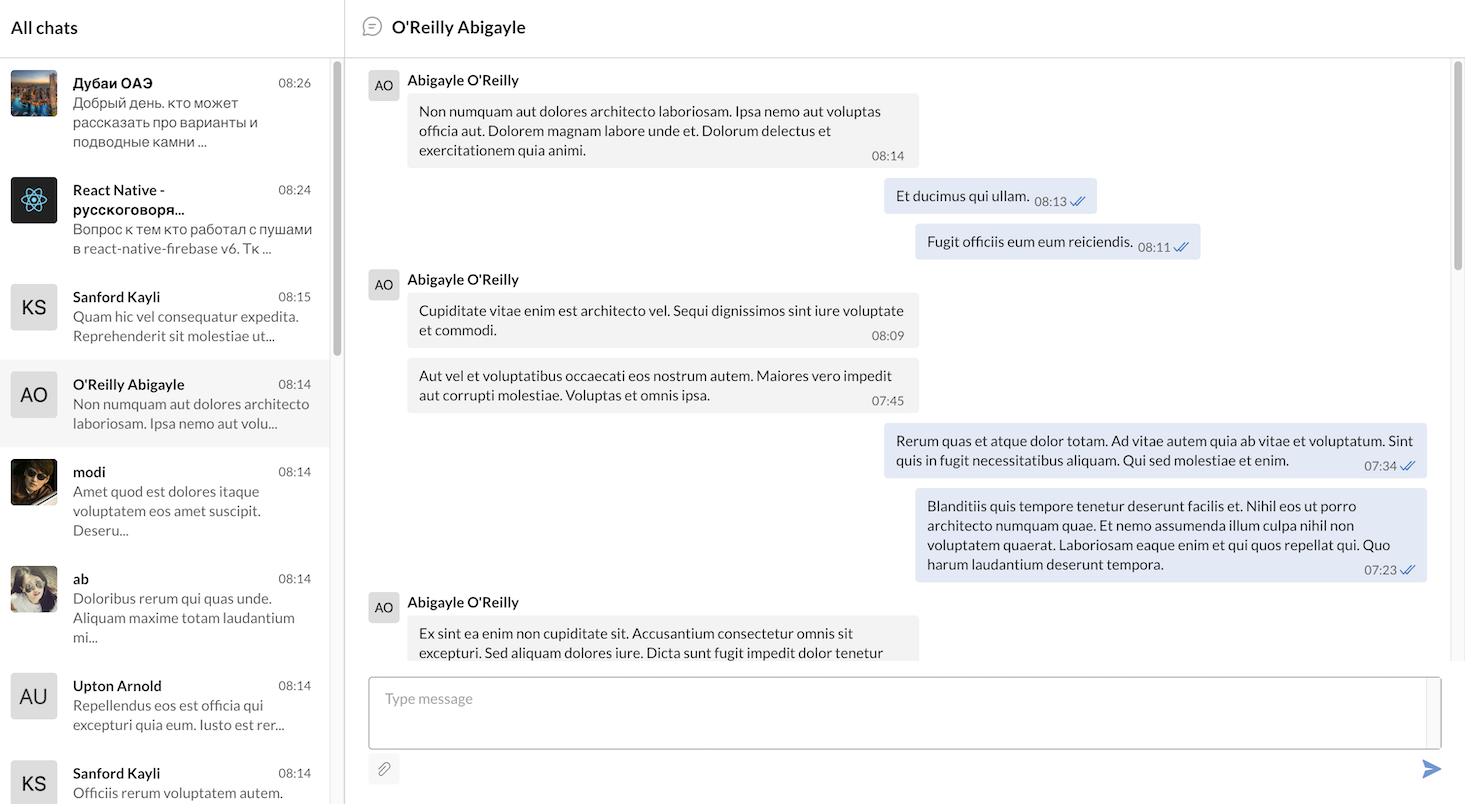 All chats
Дубаи ОАЭ 08:26
Добрый день. кто может
рассказать про варианты и
подводные камни ...
React Native - 08:24
русскоговоря...
Вопрос к тем кто работал с пушами
в react-native-firebase v6. Тк ...
KS
Sanford Kayli 08:15
Quam hic vel consequatur expedita.
Reprehenderit sit molestiae ut...
AO
O'Reilly Abigayle 08:14
Non numquam aut dolores architecto
laboriosam. Ipsa nemo aut volu...
modi 08:14
Amet quod est dolores itaque
voluptatem eos amet suscipit.
Deseru...
ab 08:14
Doloribus rerum qui quas unde.
Aliquam maxime totam laudantium
mi...
AU
Upton Arnold 08:14
Repellendus eos est officia qui
excepturi quia eum. Iusto est rer...
KS
Sanford Kayli 08:14
Officiis rerum voluptatem autem.
O'Reilly Abigayle
AO
Abigayle O'Reilly
Non numquam aut dolores architecto laboriosam. Ipsa nemo aut voluptas
officia aut. Dolorem magnam labore unde et. Dolorum delectus et
exercitationem quia animi. 08:14
Et ducimus qui ullam. 08:13
Fugit officiis eum eum reiciendis. 08:11
AO
Abigayle O'Reilly
Cupiditate vitae enim est architecto vel. Sequi dignissimos sint iure voluptate
et commodi. 08:09
Aut vel et voluptatibus occaecati eos nostrum autem. Maiores vero impedit
aut corrupti molestiae. Voluptas et omnis ipsa. 07:45
Rerum quas et atque dolor totam. Ad vitae autem quia ab vitae et voluptatum. Sint
quis in fugit necessitatibus aliquam. Qui sed molestiae et enim. 07:34
Blanditiis quis tempore tenetur deserunt facilis et. Nihil eos ut porro
architecto numquam quae. Et nemo assumenda illum culpa nihil non
voluptatem quaerat. Laboriosam eaque enim et qui quos repellat qui. Quo
harum laudantium deserunt tempora. 07:23
AO
Abigayle O'Reilly
Ex sint ea enim non cupiditate sit. Accusantium consectetur omnis sit
excepturi. Sed aliquam dolores iure. Dicta sunt fugit impedit dolor tenetur
Type message